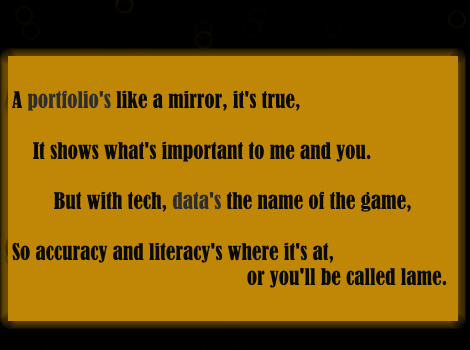 A portfolio's like a mirror, it's true,
It shows what's important to me and you.
But with tech, data's the name of the game,
So accuracy and literacy's where it's at,
or you'll be called lame.